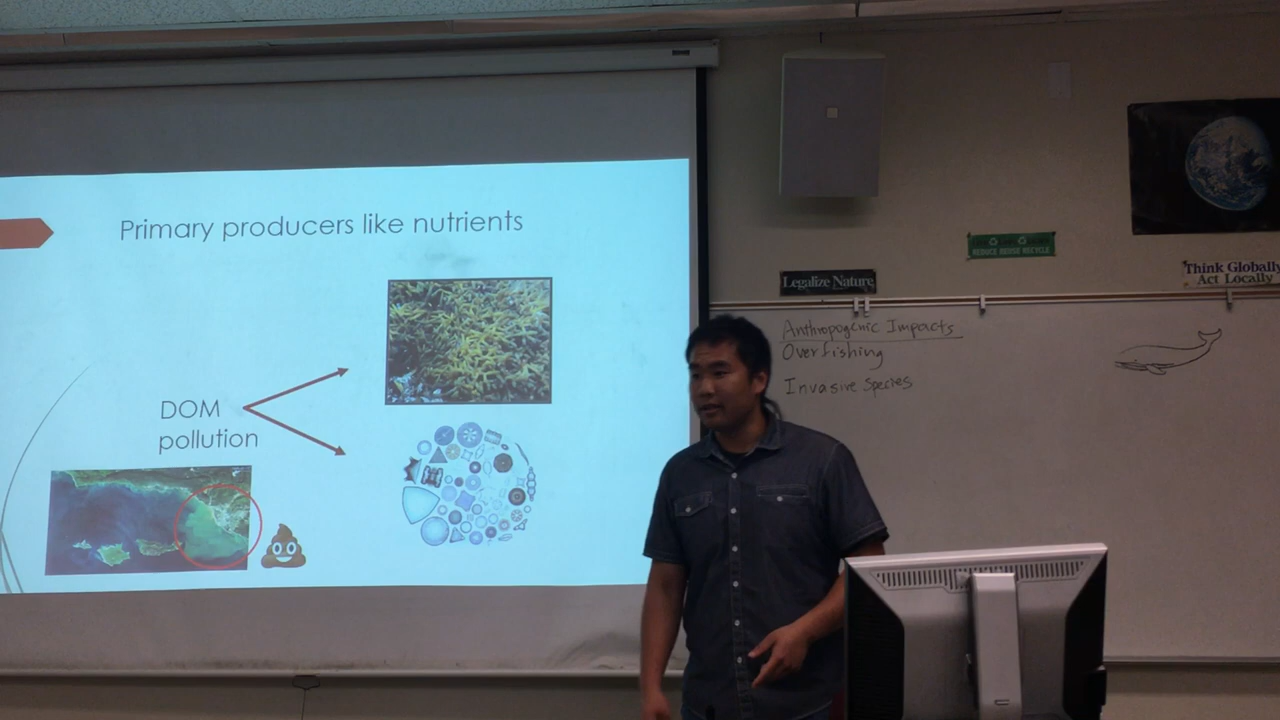 Primary producers like nutrients
DOM
pollution
REDUCE REUSE RECYCLE
Legalize Nature
Think Globally
Act Locally
Anthropogenic Impacts
Overfishing
Invasive Species